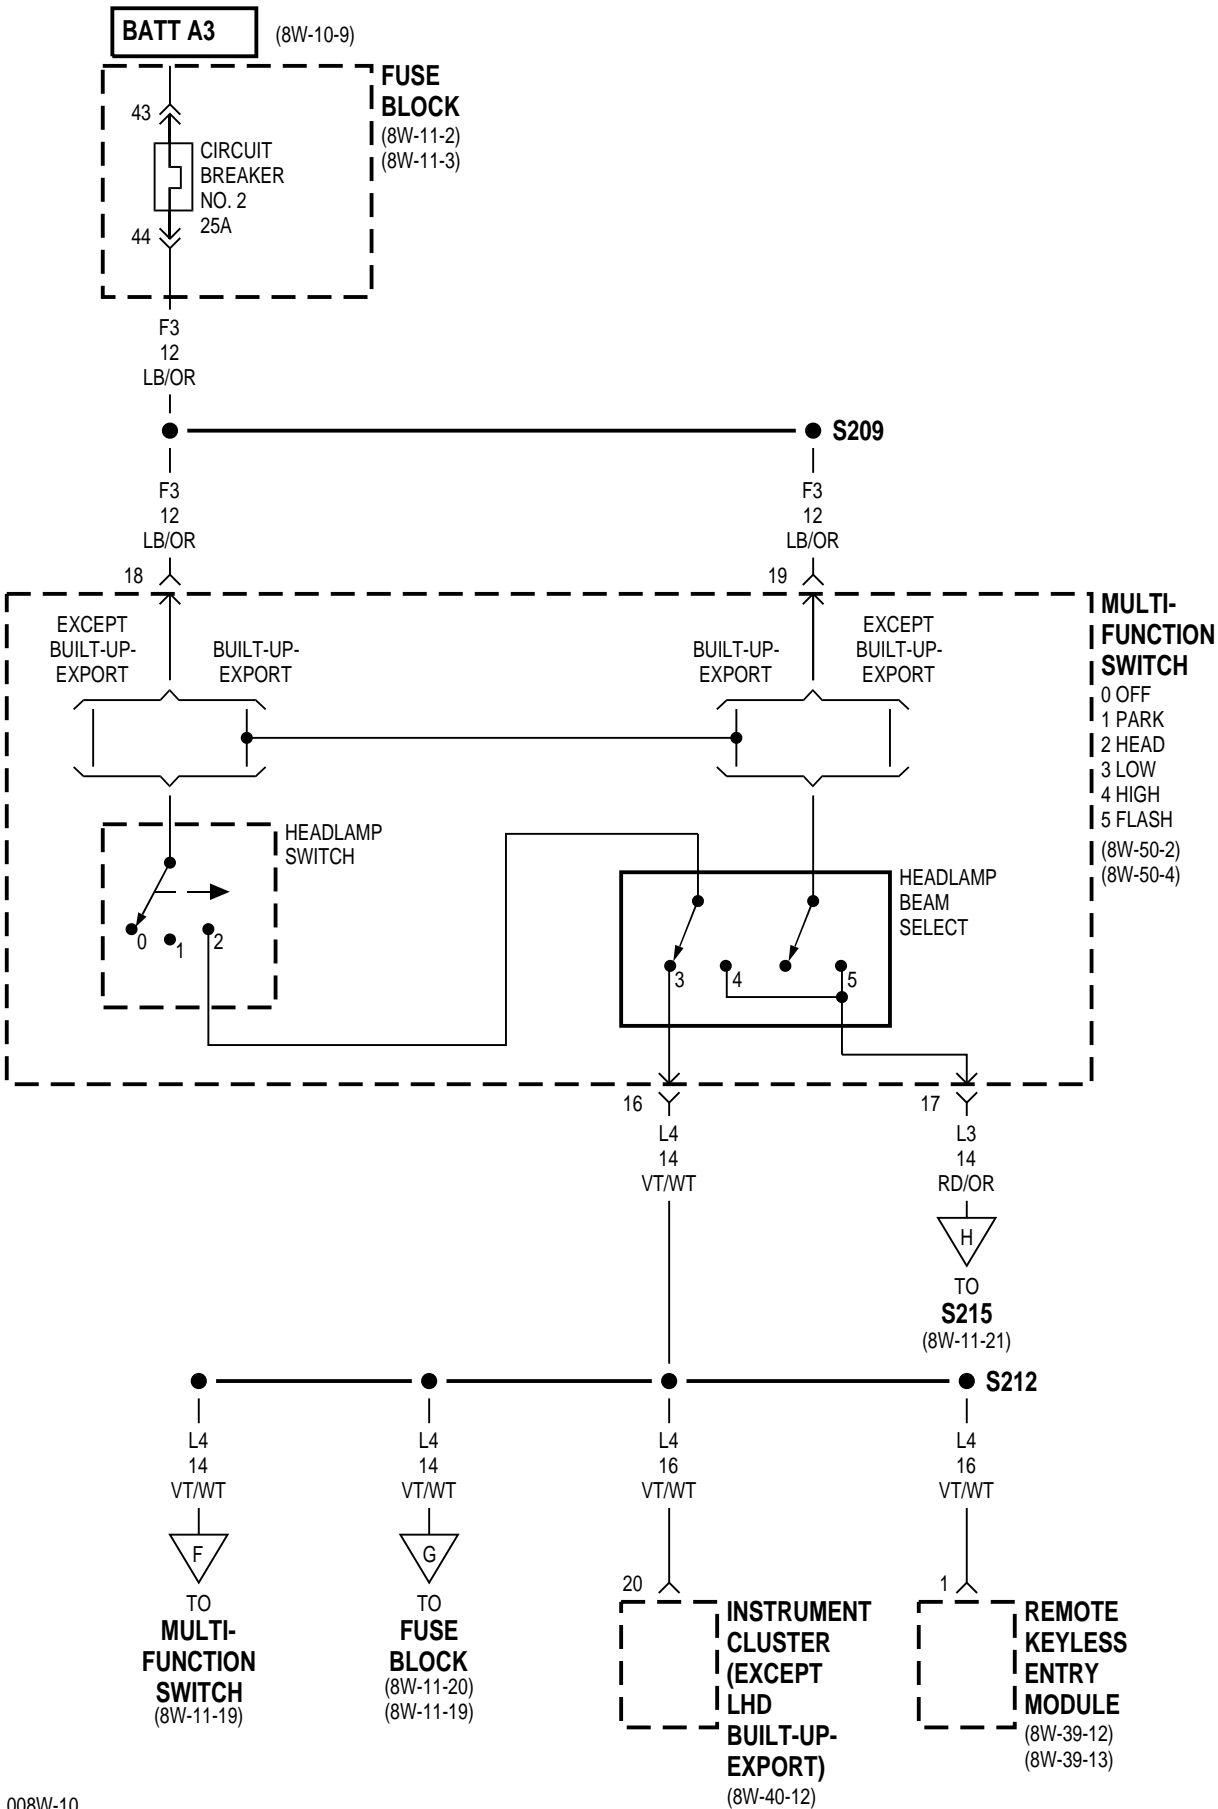 BATT A3 (8W-10-9)
FUSE
BLOCK
(8W-11-2)
(8W-11-3)
43
CIRCUIT
BREAKER
NO. 2
25A
44
F3
12
LB/OR
S209
F3
12
LB/OR
18
F3
12
LB/OR
19
MULTI-
FUNCTION
SWITCH
0 OFF
1 PARK
2 HEAD
3 LOW
4 HIGH
5 FLASH
(8W-50-2)
(8W-50-4)
EXCEPT
BUILT-UP-
EXPORT
BUILT-UP-
EXPORT
BUILT-UP-
EXPORT
EXCEPT
BUILT-UP-
EXPORT
HEADLAMP
SWITCH
0 1 2
HEADLAMP
BEAM
SELECT
3 4 5
16
L4
14
VT/WT
17
L3
14
RD/OR
H
TO
S215
(8W-11-21)
S212
L4
14
VT/WT
F
TO
MULTI-
FUNCTION
SWITCH
(8W-11-19)
L4
14
VT/WT
G
TO
FUSE
BLOCK
(8W-11-20)
(8W-11-19)
L4
16
VT/WT
20
INSTRUMENT
CLUSTER
(EXCEPT
LHD
BUILT-UP-
EXPORT)
(8W-40-12)
L4
16
VT/WT
1
REMOTE
KEYLESS
ENTRY
MODULE
(8W-39-12)
(8W-39-13)
008W-10